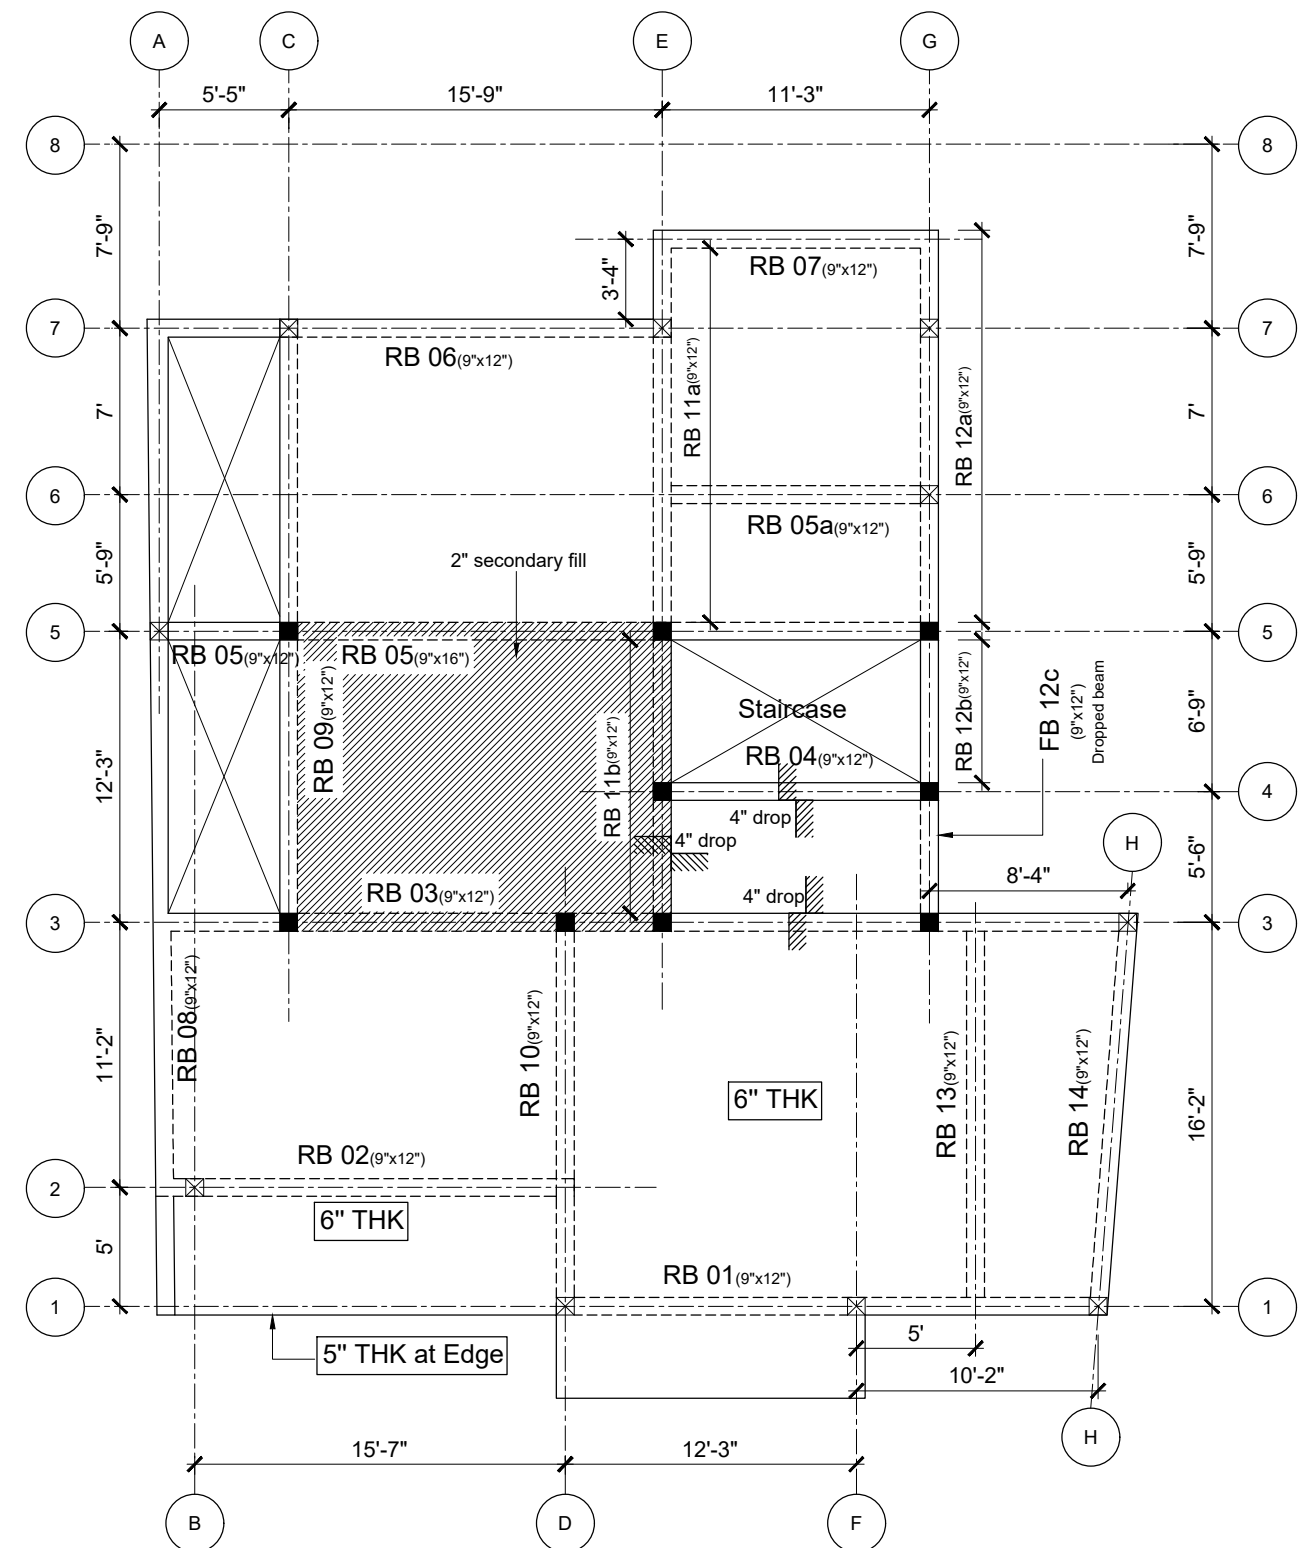 A
C
E
G
5'-5"
15'-9"
11'-3"
8
8
7'-9"
7'-9"
3'-4"
RB 07(9"x12")
7
7
RB 06(9"x12")
RB 11a(9"x12")
RB 12a(9"x12")
7'
7'
6
6
RB 05a(9"x12")
2" secondary fill
5'-9"
5'-9"
5
5
RB 05(9"x12")
RB 05(9"x16")
RB 09(9"x12")
RB 11b(9"x12")
Staircase
RB 04(9"x12")
RB 12b(9"x12")
FB 12c
(9"x12")
Dropped beam
12'-3"
6'-9"
4
4" drop
4" drop
5'-6"
H
8'-4"
RB 03(9"x12")
4" drop
3
3
RB 08(9"x12")
RB 10(9"x12")
RB 13(9"x12")
RB 14(9"x12")
11'-2"
6" THK
16'-2"
RB 02(9"x12")
2
6" THK
5'
RB 01(9"x12")
1
1
5" THK at Edge
5'
10'-2"
H
15'-7"
12'-3"
B
D
F